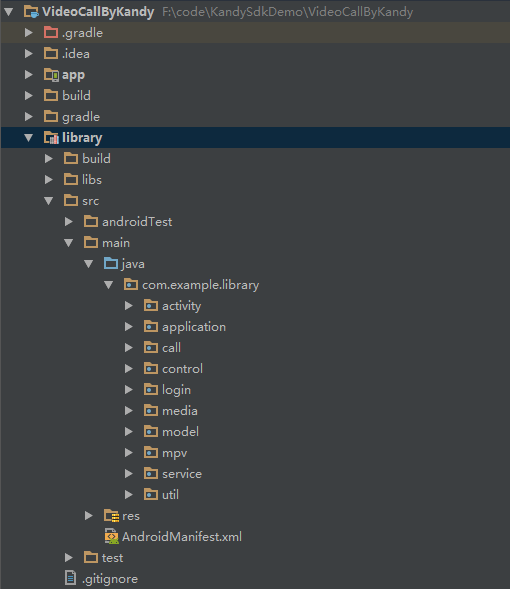 VideoCallByKandy F:\code\KandySdkDemo\VideoCallByKandy
.gradle
.idea
app
build
gradle
library
build
libs
src
androidTest
main
java
com.example.library
activity
application
call
control
login
media
model
mpv
service
util
res
AndroidManifest.xml
test
.gitignore